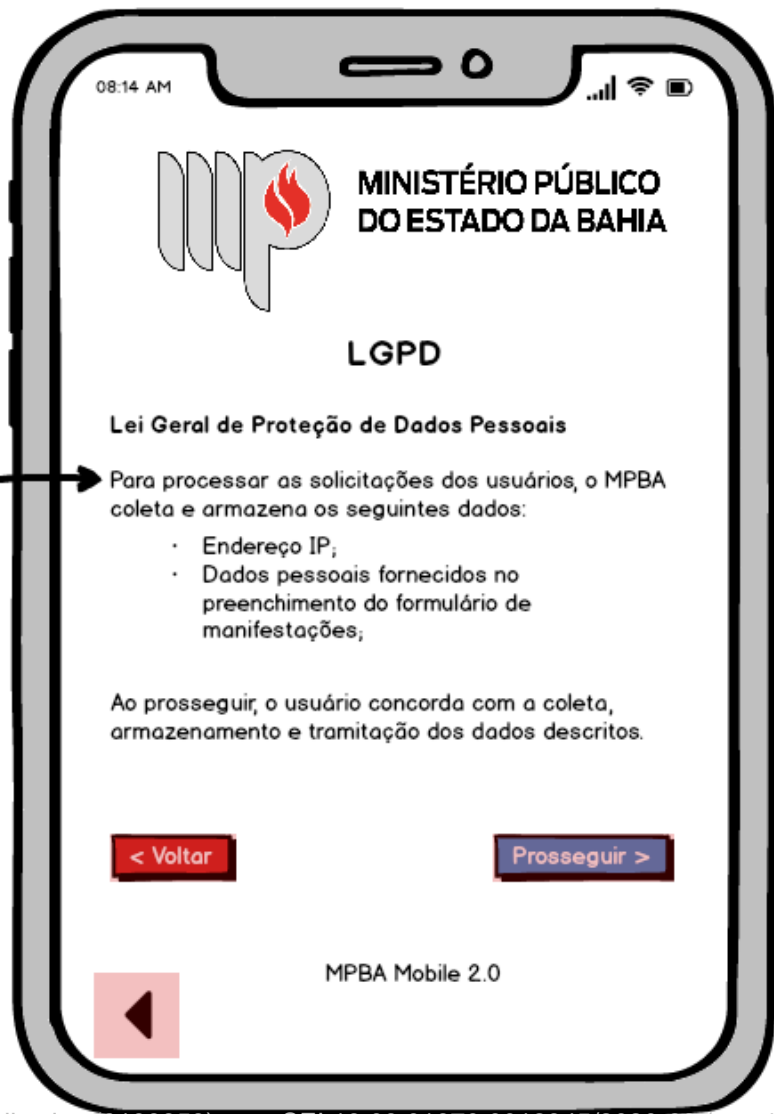 08:14 AM
MINISTÉRIO PÚBLICO
DO ESTADO DA BAHIA
LGPD
Lei Geral de Proteção de Dados Pessoais
Para processar as solicitações dos usuários, o MPBA
coleta e armazena os seguintes dados:
· Endereço IP;
· Dados pessoais fornecidos no
preenchimento do formulário de
manifestações;
Ao prosseguir, o usuário concorda com a coleta,
armazenamento e tramitação dos dados descritos.
< Voltar
Prosseguir >
MPBA Mobile 2.0